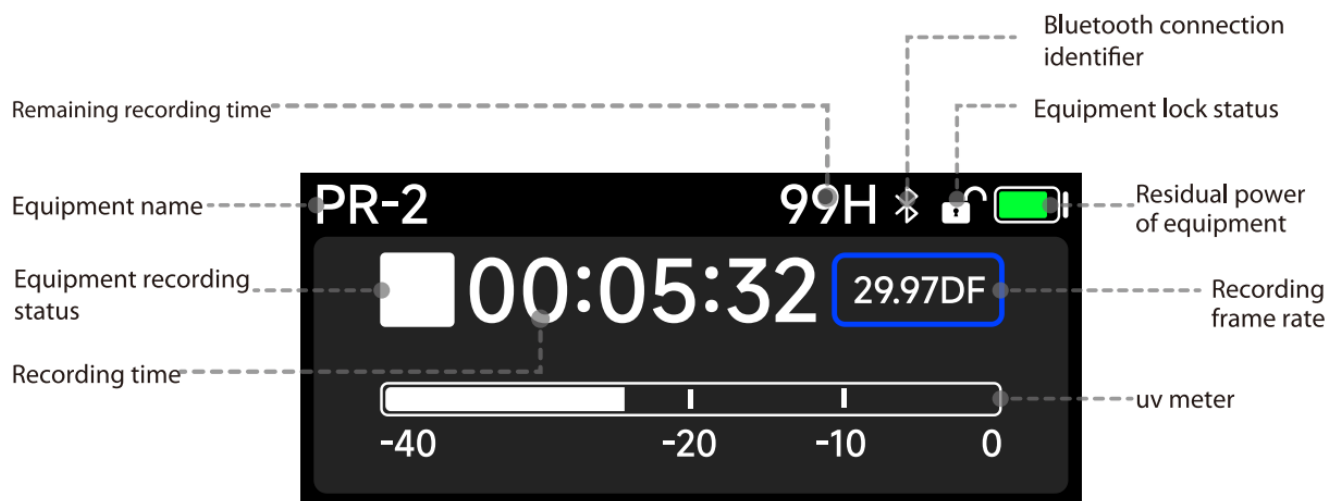 Bluetooth connection
identifier
Remaining recording time
Equipment lock status
Equipment name
PR-2
99H
Residual power
of equipment
Equipment recording
status
00:05:32
29.97DF
Recording
frame rate
Recording time
uv meter
-40 -20 -10 0